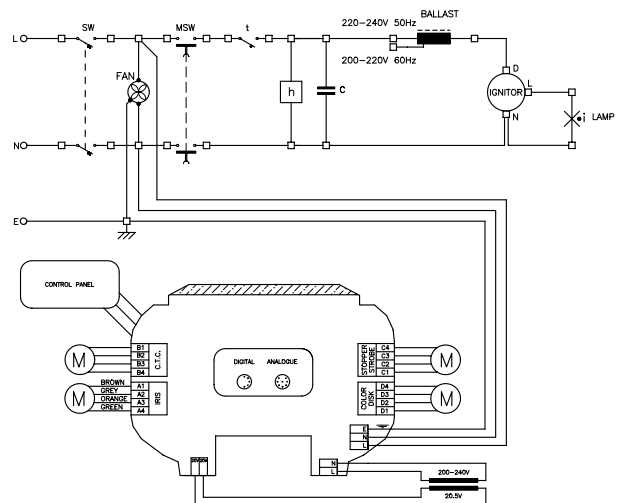 BALLAST
SW
MSW
t
220-240V 50Hz
L
200-220V 60Hz
D
FAN
h
C
IGNITOR
L
i
LAMP
N
N
E
CONTROL PANEL
B1
B2
B3
B4
C.T.C.
DIGITAL
ANALOGUE
STOPPER
STROBE
C4
C3
C2
C1
M
M
BROWN
GREY
ORANGE
GREEN
A1
A2
A3
A4
IRIS
COLOR
DISK
D4
D3
D2
D1
M
M
E
N
L
N
L
200-240V
20.5V